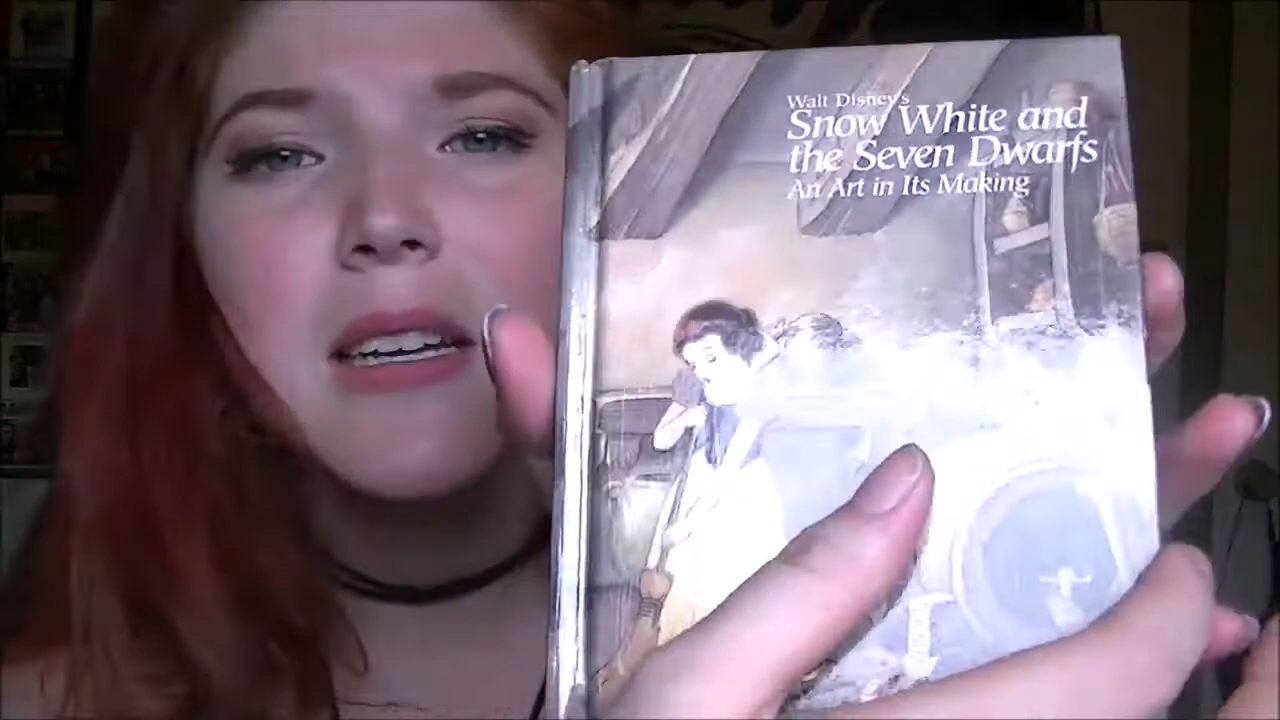 Walt Disney's
Snow White and
the Seven Dwarfs
An Art in Its Making